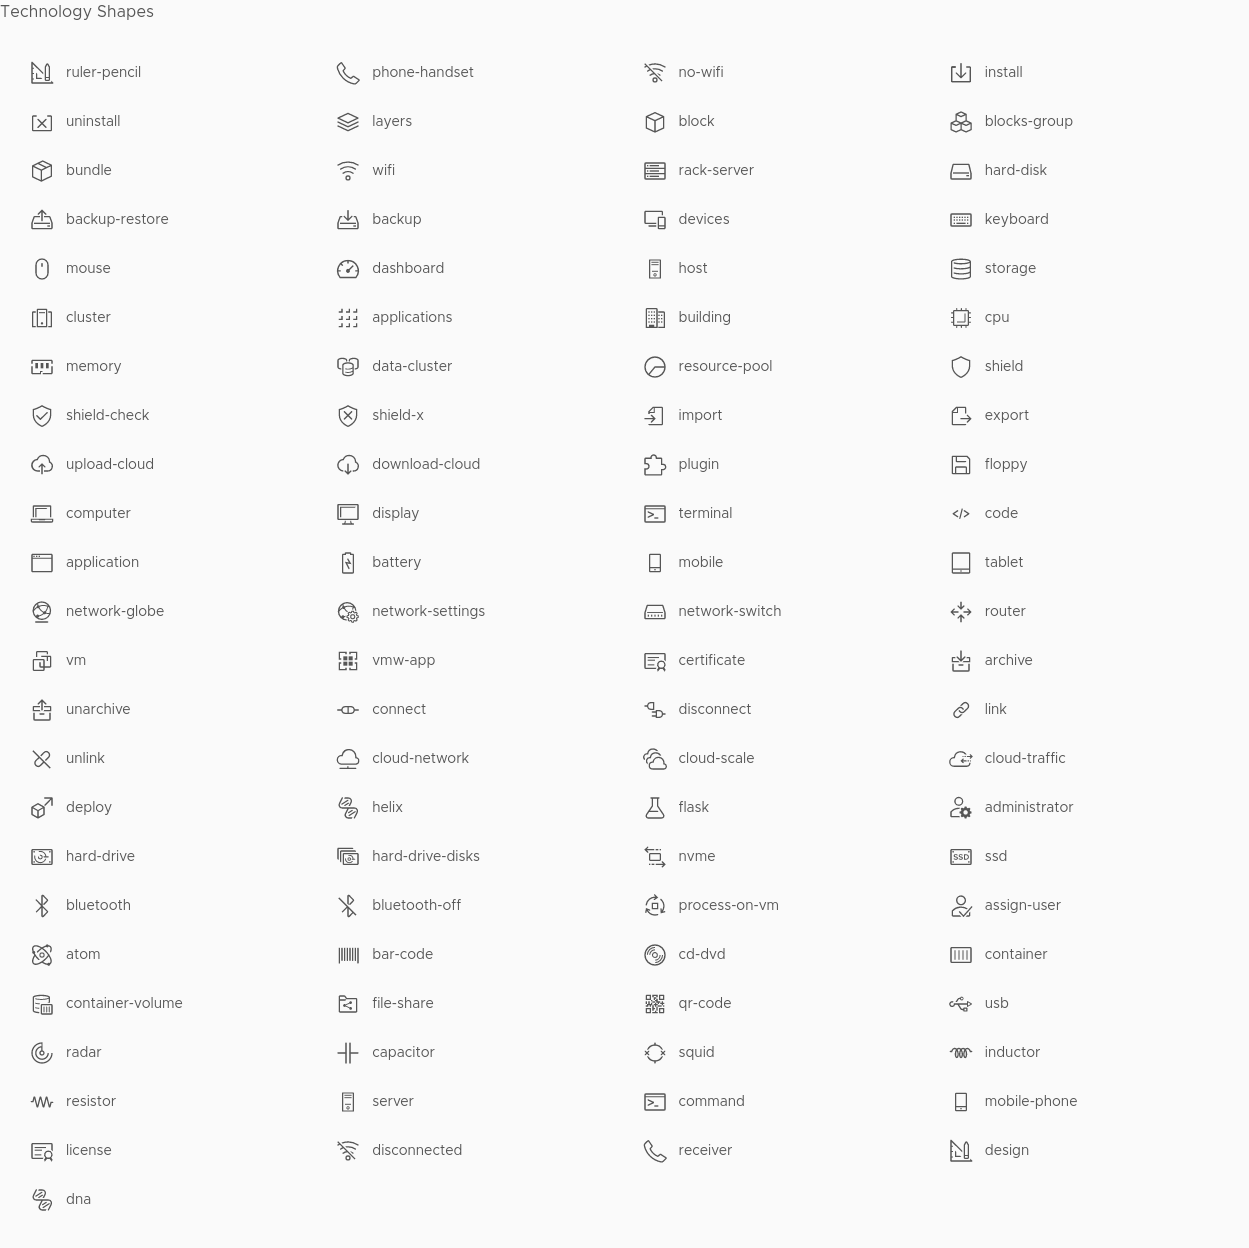 Technology Shapes
ruler-pencil phone-handset no-wifi install
uninstall layers block blocks-group
bundle wifi rack-server hard-disk
backup-restore backup devices keyboard
mouse dashboard host storage
cluster applications building cpu
memory data-cluster resource-pool shield
shield-check shield-x import export
upload-cloud download-cloud plugin floppy
computer display terminal </> code
application battery mobile tablet
network-globe network-settings network-switch router
vm vmw-app certificate archive
unarchive connect disconnect link
unlink cloud-network cloud-scale cloud-traffic
deploy helix flask administrator
hard-drive hard-drive-disks nvme SSD ssd
bluetooth bluetooth-off process-on-vm assign-user
atom bar-code cd-dvd container
container-volume file-share qr-code usb
radar capacitor squid inductor
resistor server command mobile-phone
license disconnected receiver design
dna